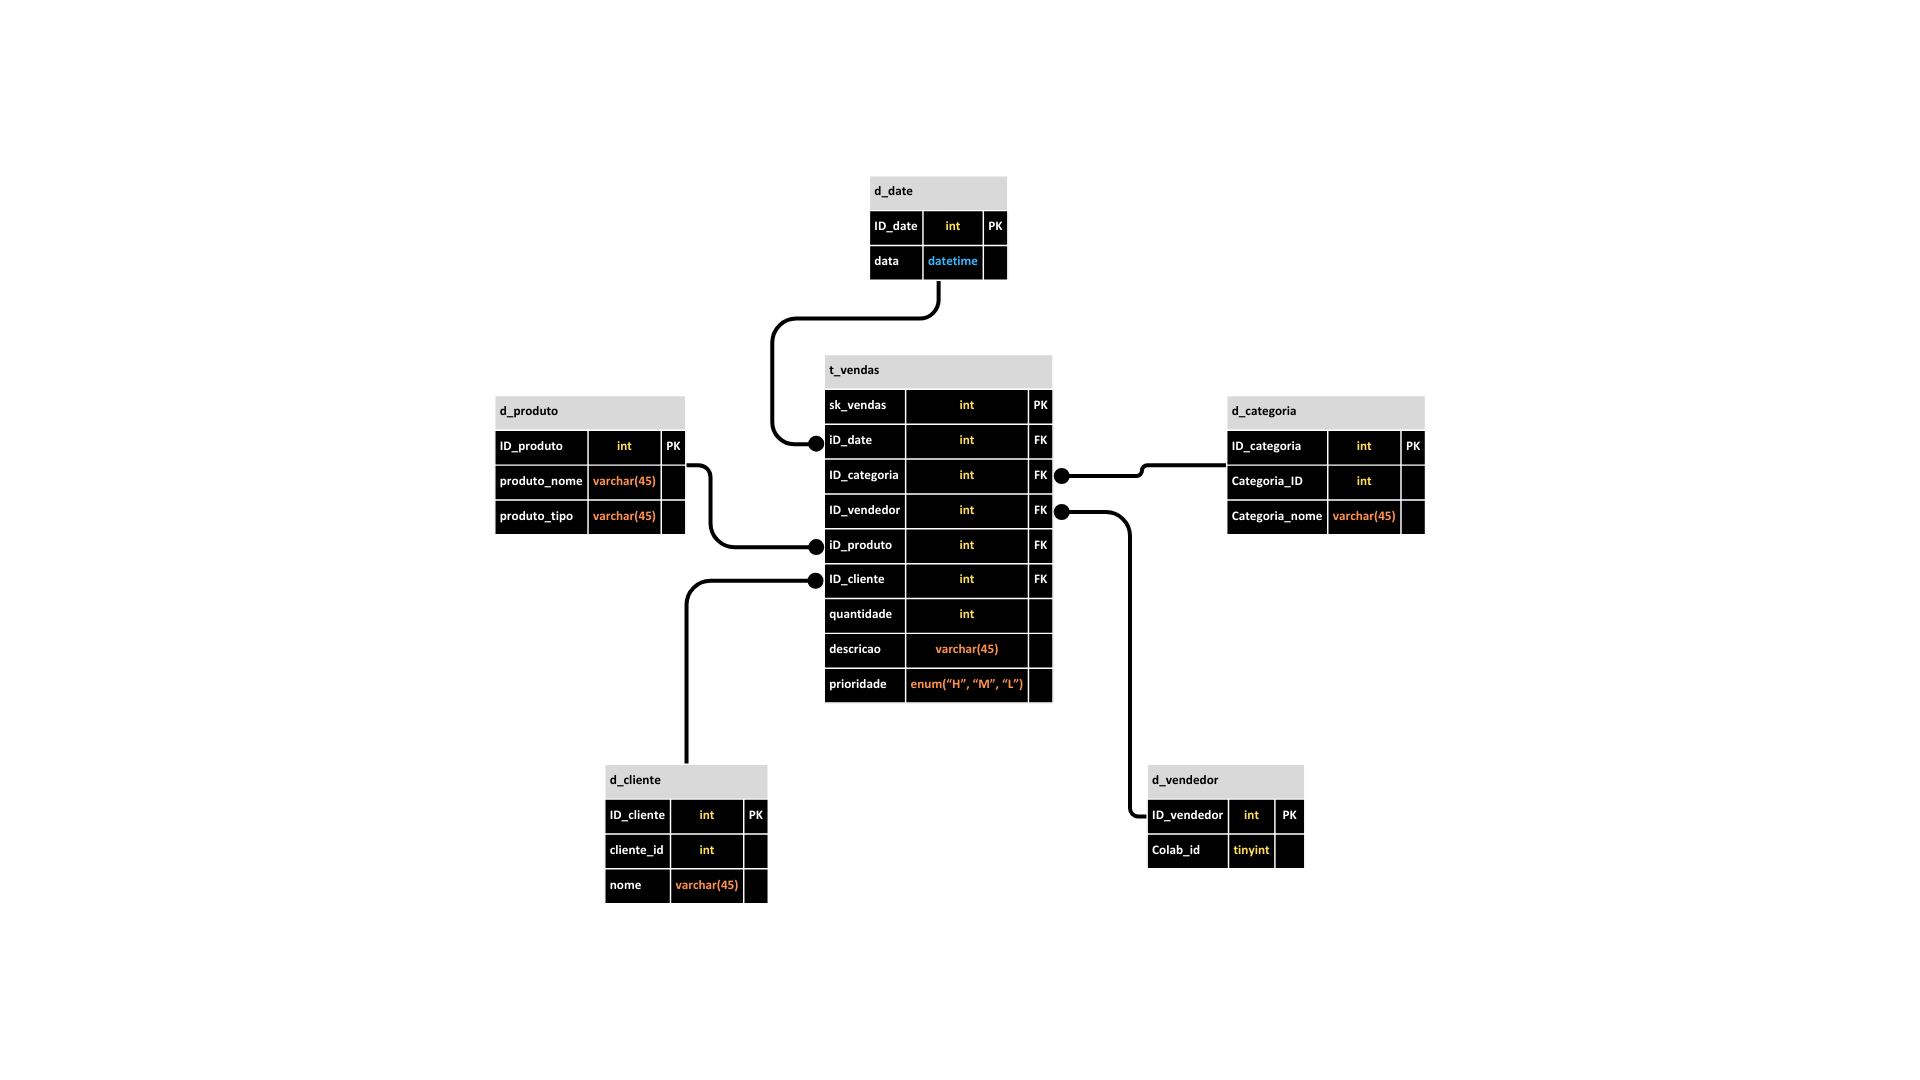 d_date
ID_date int PK
data datetime
t_vendas
sk_vendas int PK
iD_date int FK
ID_categoria int FK
ID_vendedor int FK
iD_produto int FK
ID_cliente int FK
quantidade int
descricao varchar(45)
prioridade enum(“H”, “M”, “L”)
d_produto
ID_produto int PK
produto_nome varchar(45)
produto_tipo varchar(45)
d_categoria
ID_categoria int PK
Categoria_ID int
Categoria_nome varchar(45)
d_cliente
ID_cliente int PK
cliente_id int
nome varchar(45)
d_vendedor
ID_vendedor int PK
Colab_id tinyint